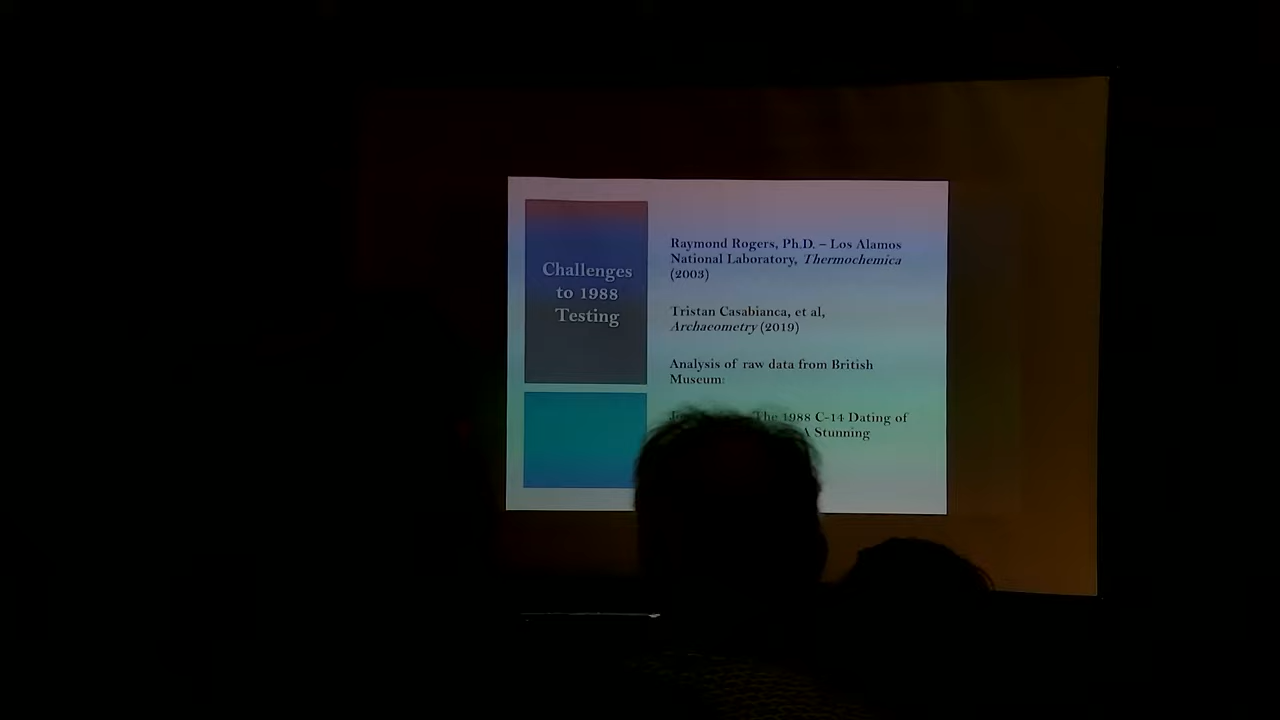 Challenges
to 1988
Testing
Raymond Rogers, Ph.D. – Los Alamos
National Laboratory, Thermochemica
(2003)
Tristan Casabianca, et al,
Archaeometry (2019)
Analysis of raw data from British
Museum:
The 1988 C-14 Dating of
A Stunning